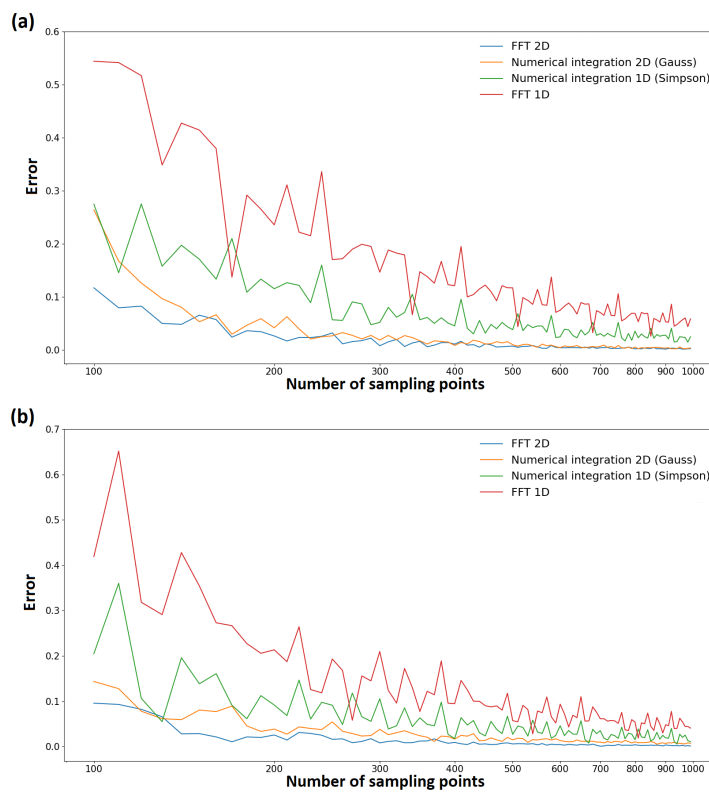 (a)
0.6
0.5
0.4
0.3
0.2
0.1
0.0
Error
FFT 2D
Numerical integration 2D (Gauss)
Numerical integration 1D (Simpson)
FFT 1D
100 200 300 400 500 600 700 800 900 1000
Number of sampling points
(b)
0.7
0.6
0.5
0.4
0.3
0.2
0.1
0.0
Error
FFT 2D
Numerical integration 2D (Gauss)
Numerical integration 1D (Simpson)
FFT 1D
100 200 300 400 500 600 700 800 900 1000
Number of sampling points